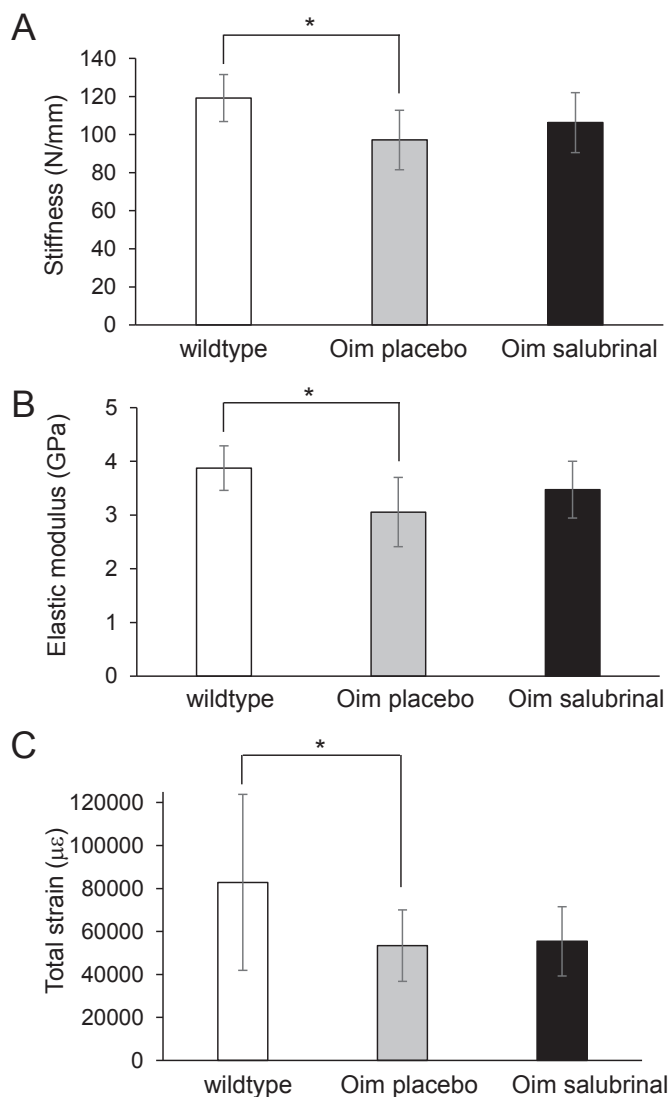 A
*
Stiffness (N/mm)
140
120
100
80
60
40
20
0
wildtype Oim placebo Oim salubrinal
B
*
Elastic modulus (GPa)
5
4
3
2
1
0
wildtype Oim placebo Oim salubrinal
C
*
Total strain (με)
120000
100000
80000
60000
40000
20000
0
wildtype Oim placebo Oim salubrinal